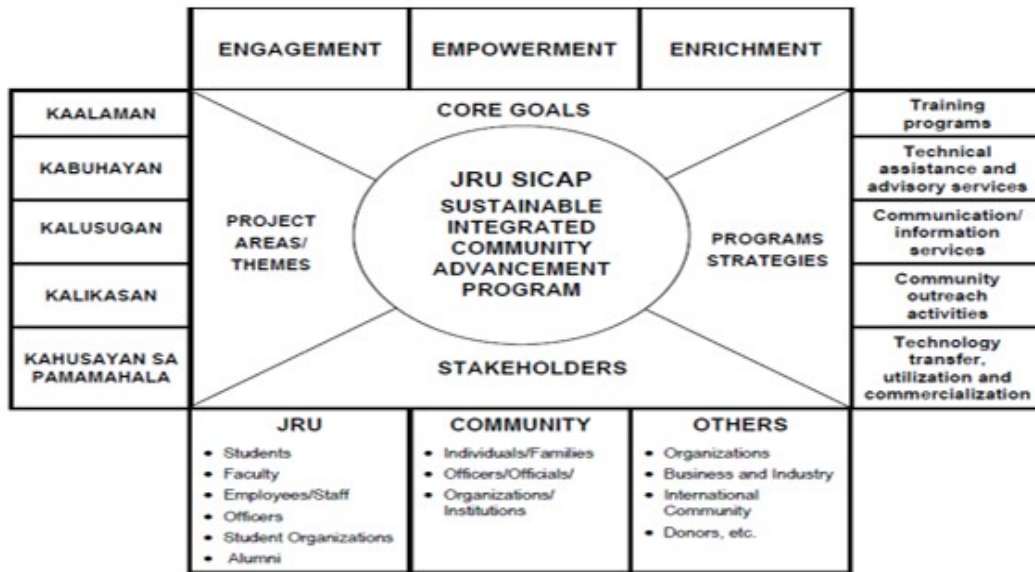 ENGAGEMENT
EMPOWERMENT
ENRICHMENT
CORE GOALS
KAALAMAN
KABUHAYAN
KALUSUGAN
KALIKASAN
KAHUSAYAN SA
PAMAMAHALA
PROJECT
AREAS/
THEMES
JRU SICAP
SUSTAINABLE
INTEGRATED
COMMUNITY
ADVANCEMENT
PROGRAM
PROGRAMS
STRATEGIES
Training
programs
Technical
assistance and
advisory services
Communication/
information
services
Community
outreach
activities
Technology
transfer,
utilization and
commercialization
STAKEHOLDERS
JRU
• Students
• Faculty
• Employees/Staff
• Officers
• Student Organizations
• Alumni
COMMUNITY
• Individuals/Families
• Officers/Officials/
• Organizations/
Institutions
OTHERS
• Organizations
• Business and Industry
• International
Community
• Donors, etc.